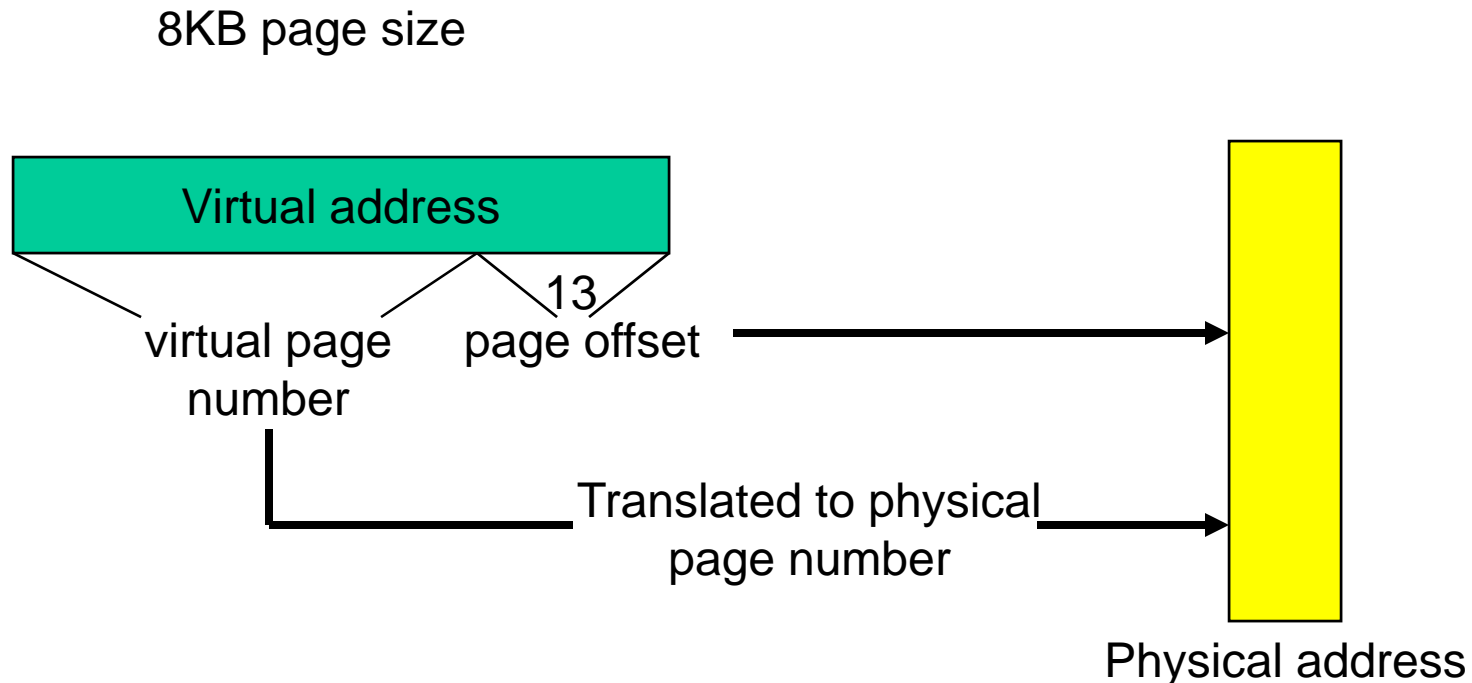 8KB page size
Virtual address
13
virtual page
number
page offset
Translated to physical
page number
Physical address